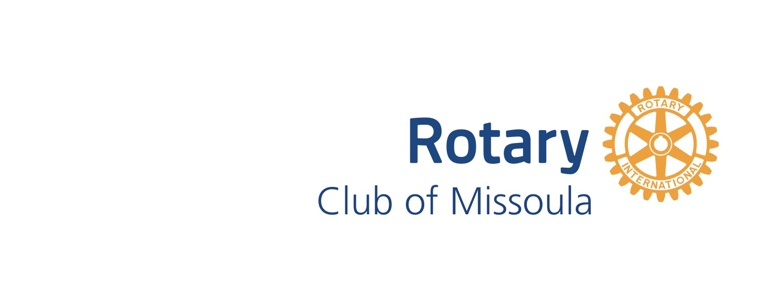 Rotary
Club of Missoula
ROTARY
INTERNATIONAL